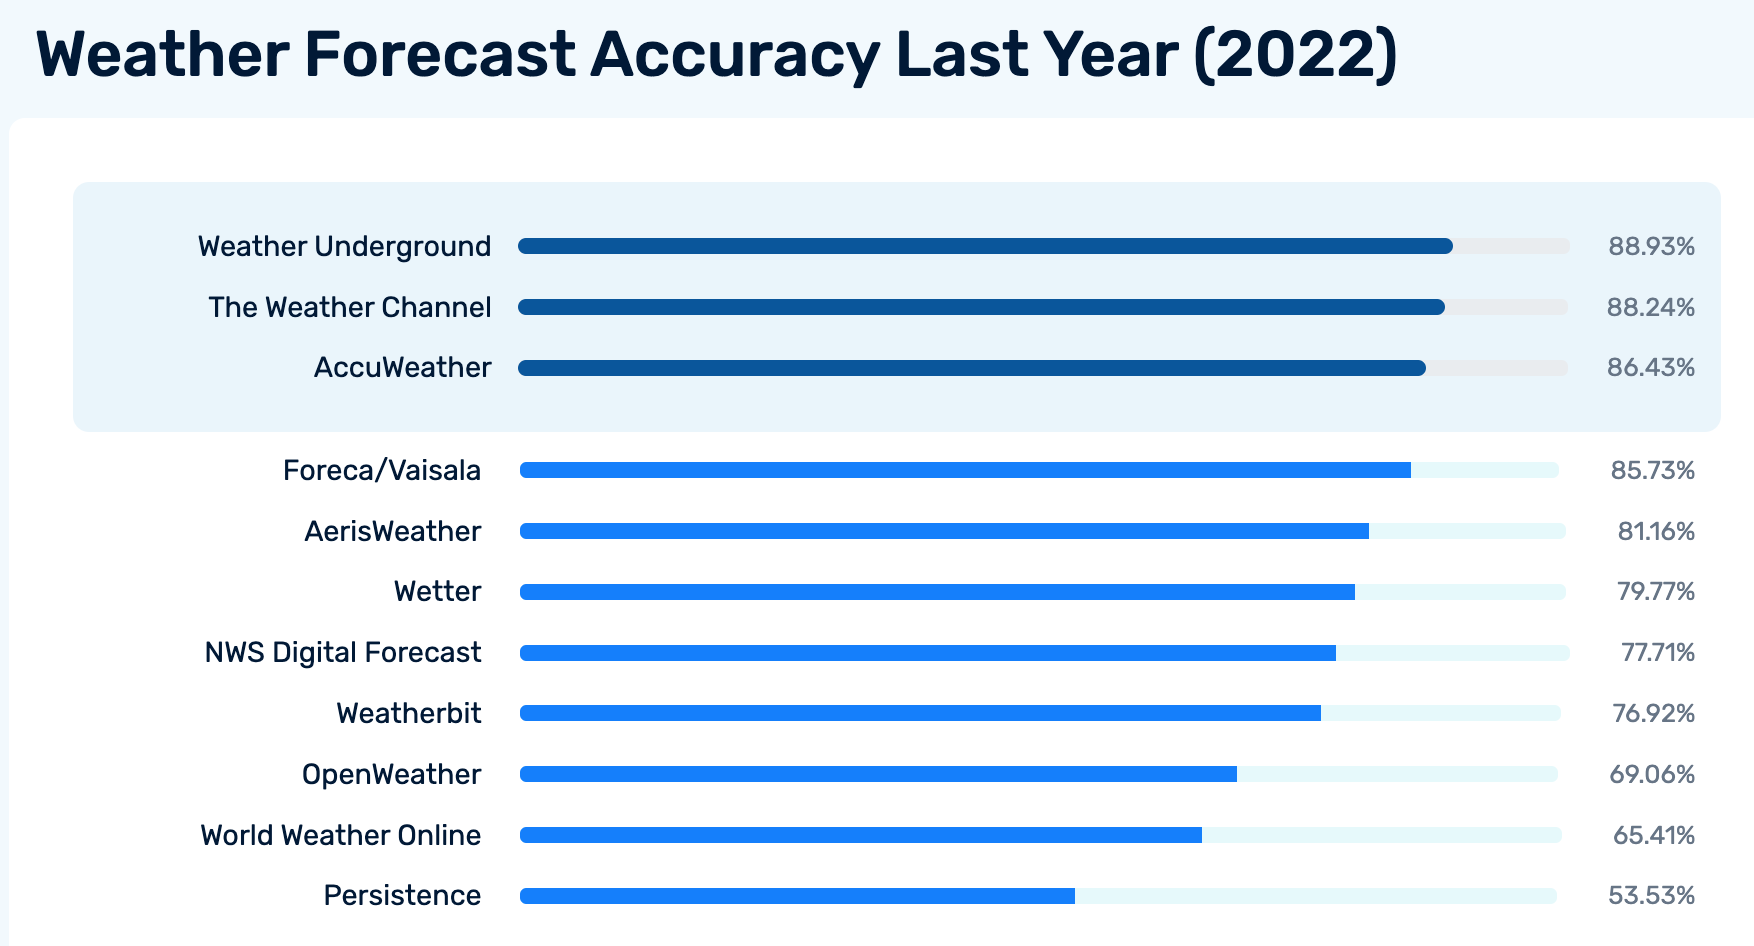 Weather Forecast Accuracy Last Year (2022)
Weather Underground 88.93%
The Weather Channel 88.24%
AccuWeather 86.43%
Foreca/Vaisala 85.73%
AerisWeather 81.16%
Wetter 79.77%
NWS Digital Forecast 77.71%
Weatherbit 76.92%
OpenWeather 69.06%
World Weather Online 65.41%
Persistence 53.53%